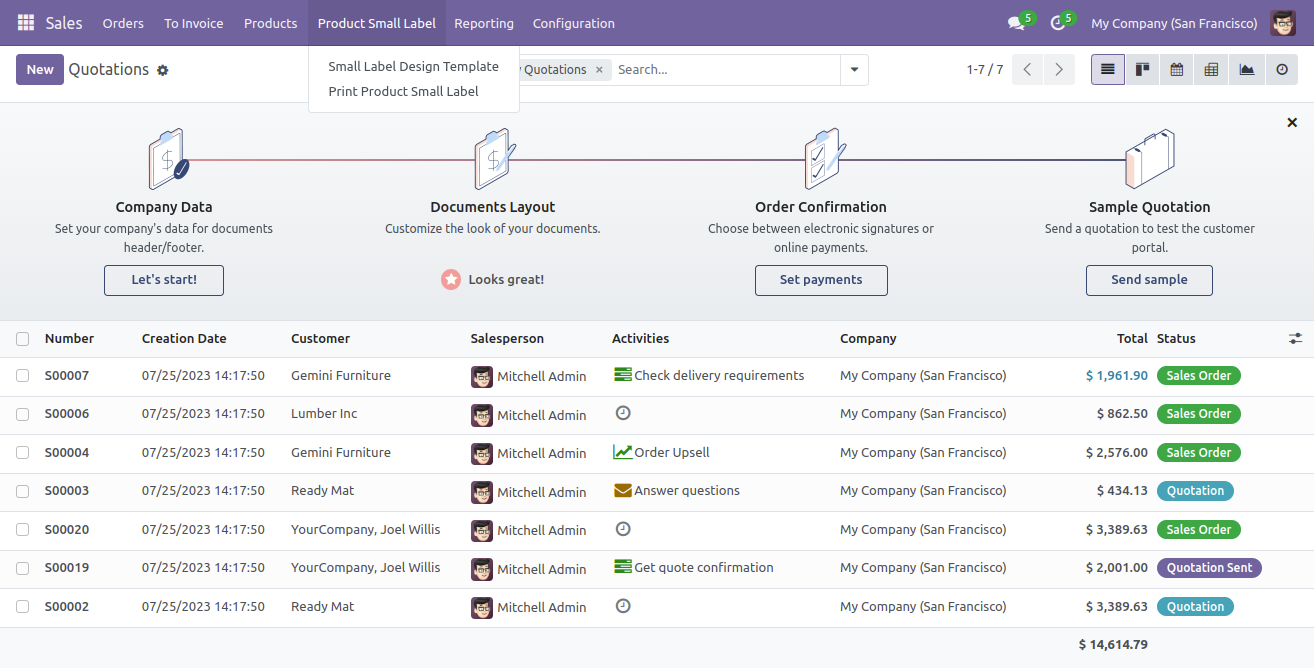 Sales Orders To Invoice Products Product Small Label Reporting Configuration 5 5 My Company (San Francisco)
Small Label Design Template
Print Product Small Label
New Quotations Quotations × Search... 1-7 / 7
×
Company Data
Set your company's data for documents
header/footer.
Let's start!
Documents Layout
Customize the look of your documents.
Looks great!
Order Confirmation
Choose between electronic signatures or
online payments.
Set payments
Sample Quotation
Send a quotation to test the customer
portal.
Send sample
Number Creation Date Customer Salesperson Activities Company Total Status
S00007 07/25/2023 14:17:50 Gemini Furniture Mitchell Admin Check delivery requirements My Company (San Francisco) $ 1,961.90 Sales Order
S00006 07/25/2023 14:17:50 Lumber Inc Mitchell Admin My Company (San Francisco) $ 862.50 Sales Order
S00004 07/25/2023 14:17:50 Gemini Furniture Mitchell Admin Order Upsell My Company (San Francisco) $ 2,576.00 Sales Order
S00003 07/25/2023 14:17:50 Ready Mat Mitchell Admin Answer questions My Company (San Francisco) $ 434.13 Quotation
S00020 07/25/2023 14:17:50 YourCompany, Joel Willis Mitchell Admin My Company (San Francisco) $ 3,389.63 Sales Order
S00019 07/25/2023 14:17:50 YourCompany, Joel Willis Mitchell Admin Get quote confirmation My Company (San Francisco) $ 2,001.00 Quotation Sent
S00002 07/25/2023 14:17:50 Ready Mat Mitchell Admin My Company (San Francisco) $ 3,389.63 Quotation
$ 14,614.79